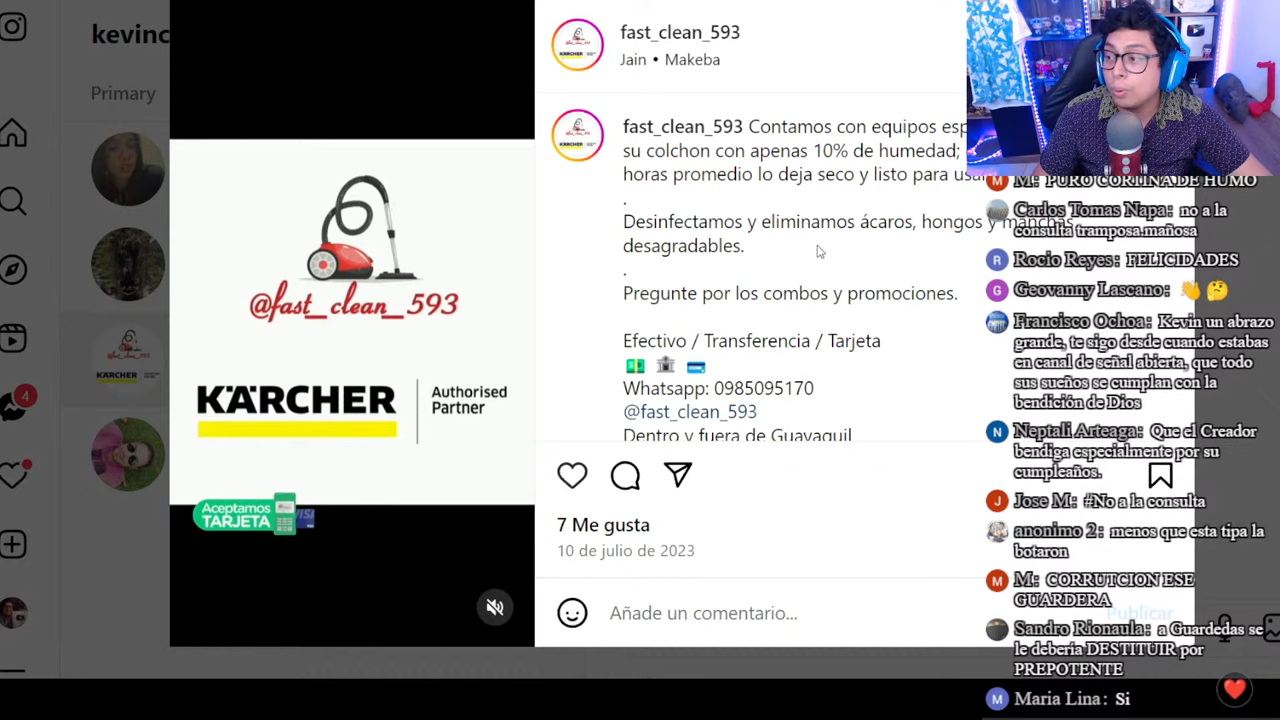 kevinc
Primary
4
@fast_clean_593
KÄRCHER
Authorised
Partner
Aceptamos
TARJETA
VISA
fast_clean_593
Jain • Makeba
fast_clean_593 Contamos con equipos esp
su colchon con apenas 10% de humedad;
horas promedio lo deja seco y listo para usar
.
Desinfectamos y eliminamos ácaros, hongos y manchas
desagradables.
.
Pregunte por los combos y promociones.
Efectivo / Transferencia / Tarjeta
Whatsapp: 0985095170
@fast_clean_593
Dentro y fuera de Guayaquil
7 Me gusta
10 de julio de 2023
Añade un comentario...
Publicar
M: PURO CORTINA DE HUMO
Carlos Tomas Napa: no a la
consulta tramposa.mañosa
Rocio Reyes: FELICIDADES
Geovanny Lascano: 👋🤔
Francisco Ochoa: Kevin un abrazo
grande, te sigo desde cuando estabas
en canal de señal abierta, que todo
sus sueños se cumplan con la
bendición de Dios
Neptali Arteaga: Que el Creador
bendiga especialmente por su
cumpleaños.
Jose M: #No a la consulta
anonimo 2: menos que esta tipa la
botaron
M: CORRUTCION ESE
GUARDERA
Sandro Rionaula: a Guardedas se
le debería DESTITUIR por
PREPOTENTE
Maria Lina: Si